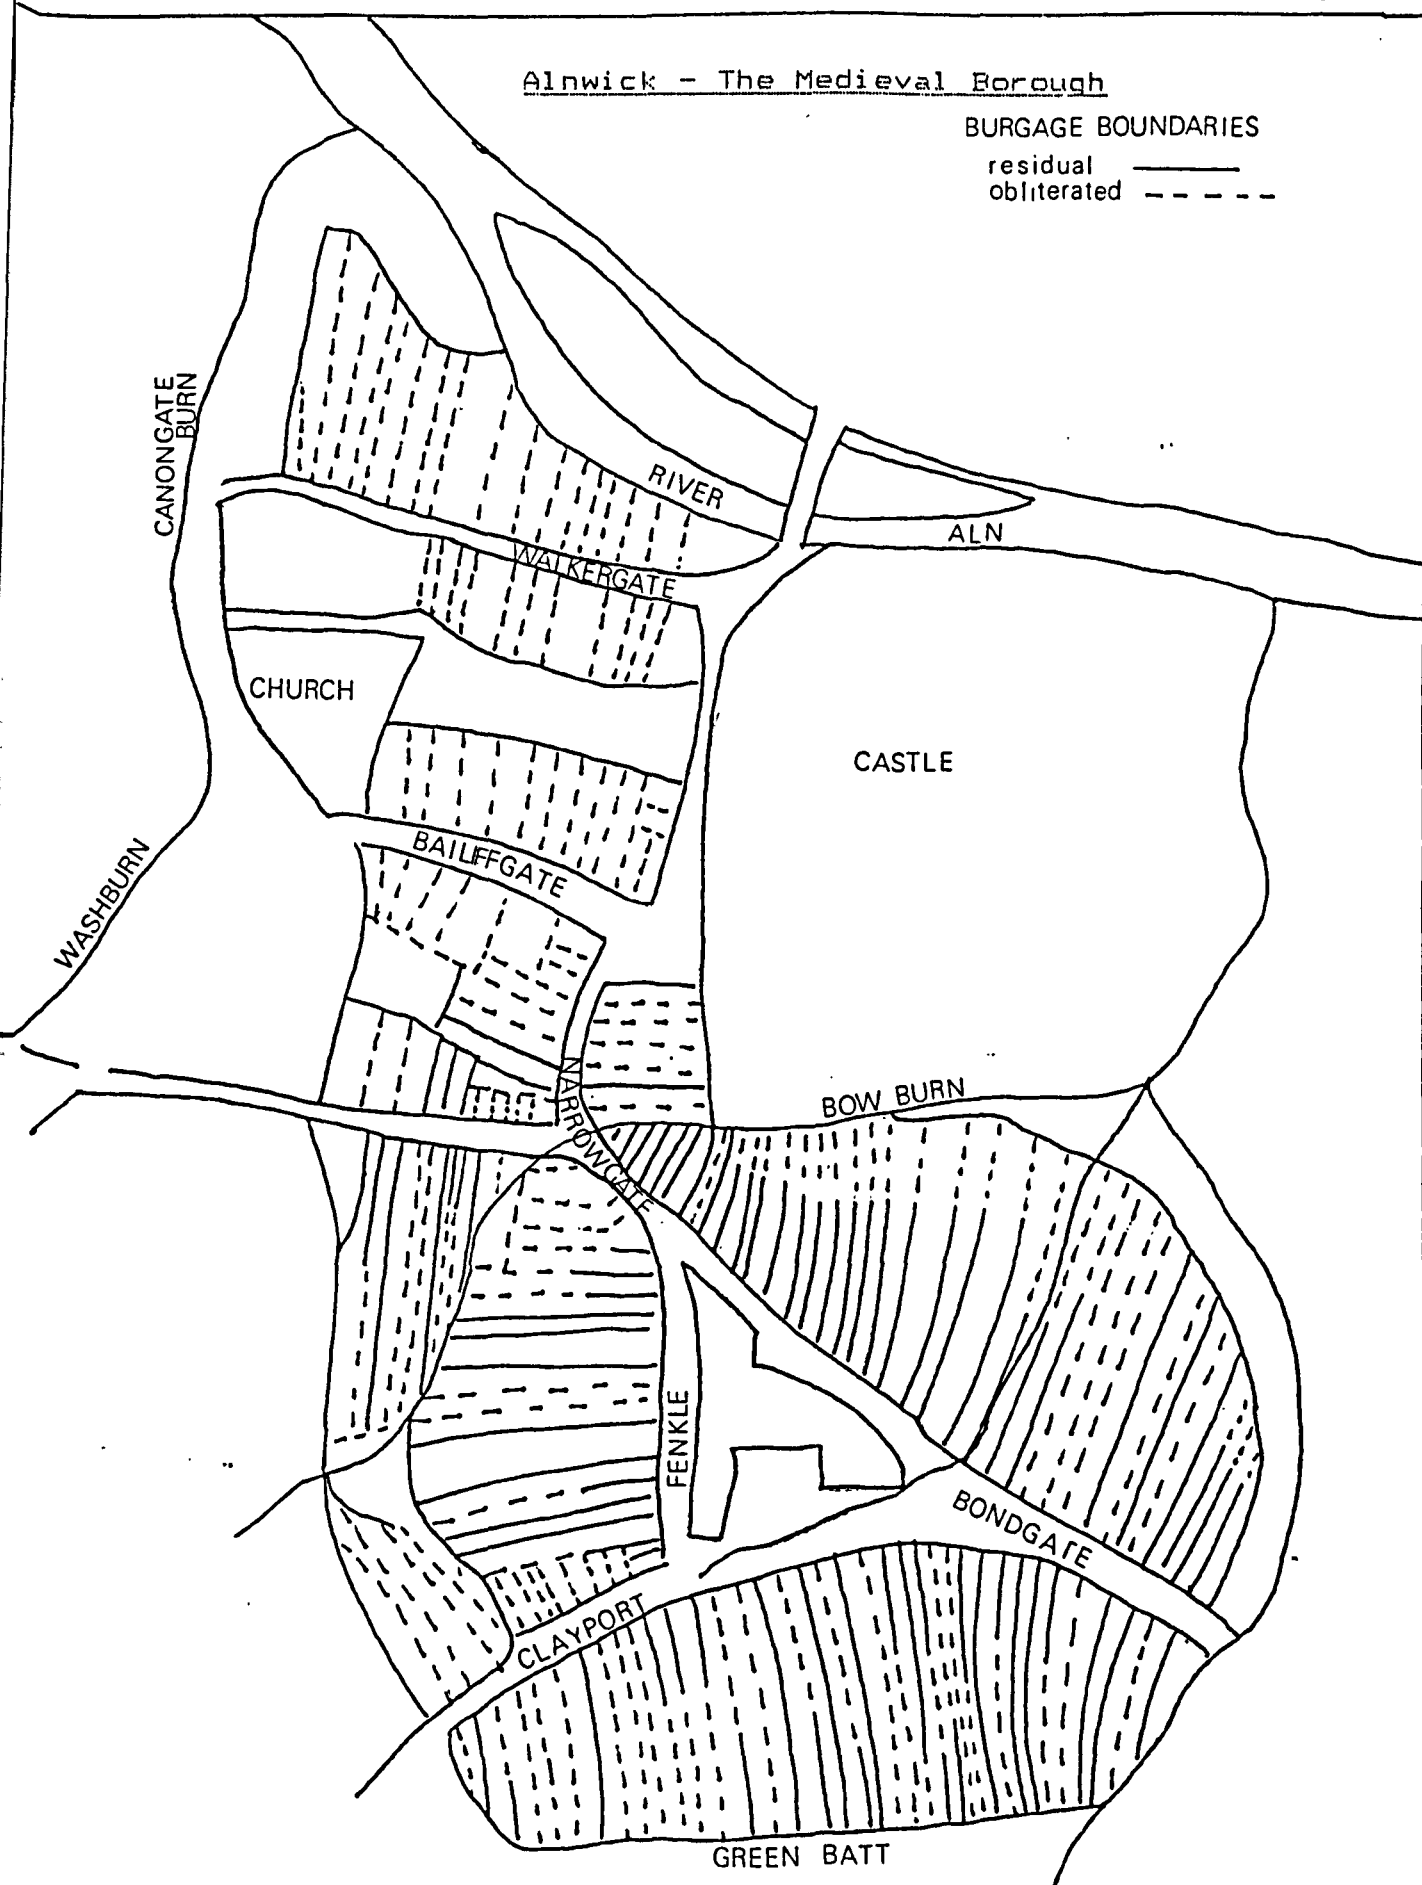 Alnwick - The Medieval Borough
BURGAGE BOUNDARIES
residual
obliterated
CANONGATE
BURN
RIVER
ALN
WALKERGATE
CHURCH
CASTLE
BAILIFFGATE
WASHBURN
NARROWGATE
BOW BURN
FENKLE
BONDGATE
CLAYPORT
GREEN BATT